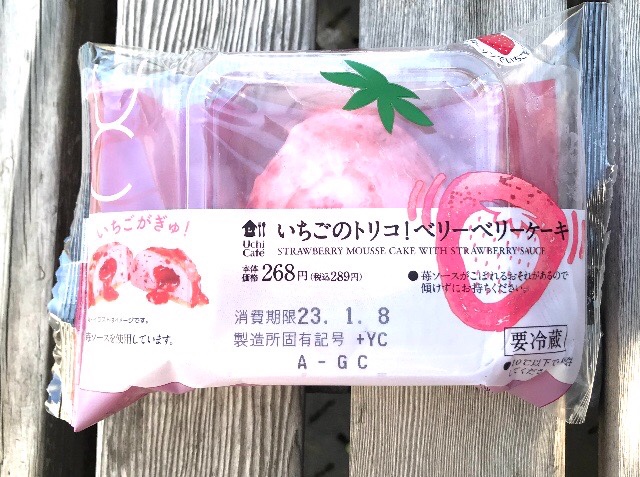 UC
いちごがぎゅ!
Uchi Café
いちごのトリコ!ベリーベリーケーキ
STRAWBERRY MOUSSE CAKE WITH STRAWBERRY SAUCE
本体価格 268円(税込289円)
●苺ソースがこぼれるおそれがあるので
傾けずにお持ちください。
苺ソースを使用しています。
消費期限23. 1. 8
製造所固有記号 +YC
A - G C
要冷蔵